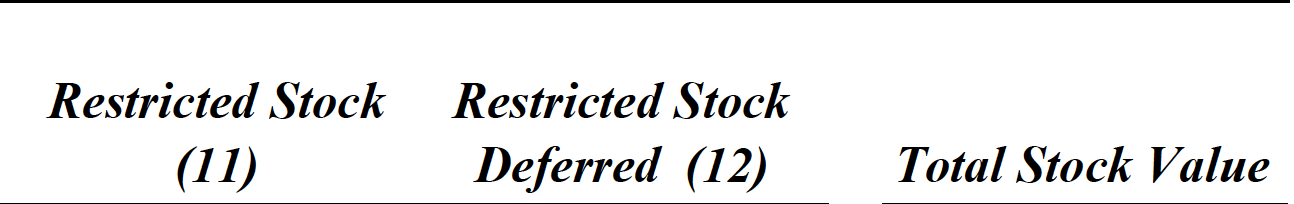 Restricted Stock Restricted Stock
(11) Deferred (12) Total Stock Value